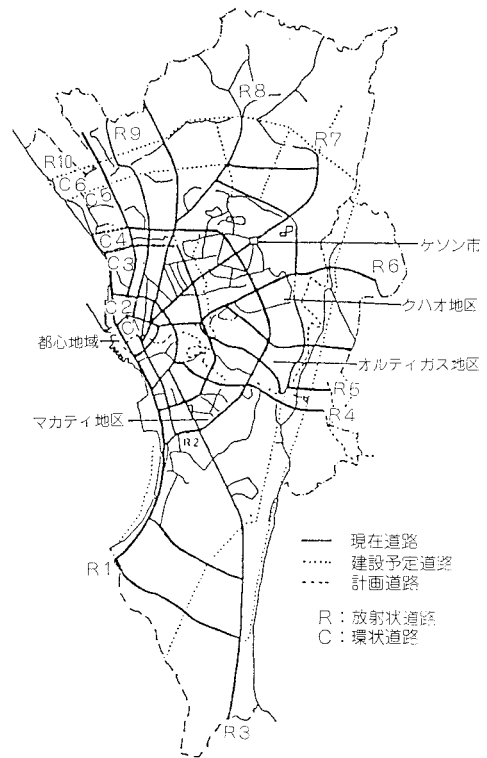 R8
R9
R7
R10
C6
C5
C4
C3
ケソン市
R6
クバオ地区
C2
C1
都心地域
オルティガス地区
R5
R4
マカティ地区
R2
R1
現在道路
建設予定道路
計画道路
R：放射状道路
C：環状道路
R3